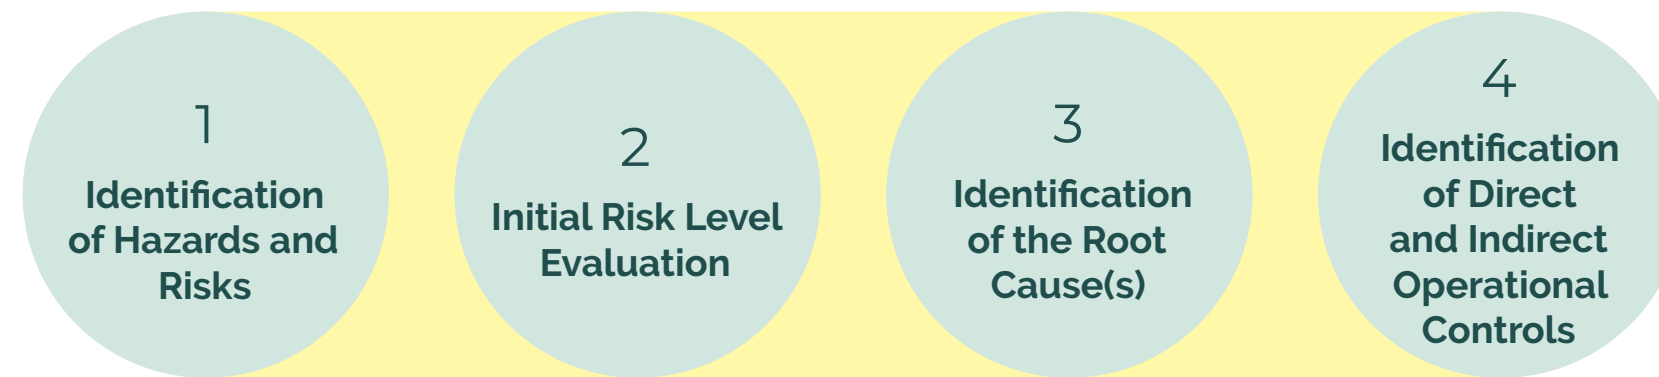 1
Identification
of Hazards and
Risks
2
Initial Risk Level
Evaluation
3
Identification
of the Root
Cause(s)
4
Identification
of Direct
and Indirect
Operational
Controls